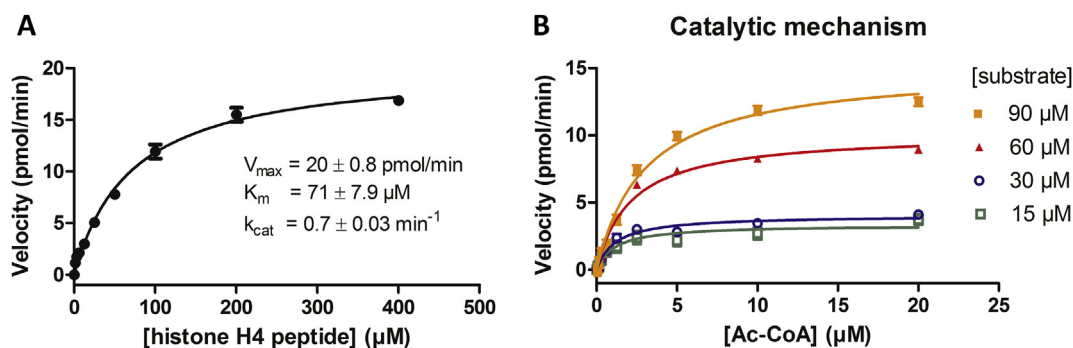 A
Velocity (pmol/min)
20
15
10
5
0
V_max = 20 ± 0.8 pmol/min
K_m = 71 ± 7.9 µM
k_cat = 0.7 ± 0.03 min⁻¹
0 100 200 300 400 500
[histone H4 peptide] (µM)
B
Catalytic mechanism
Velocity (pmol/min)
15
10
5
0
0 5 10 15 20 25
[Ac-CoA] (µM)
[substrate]
90 µM
60 µM
30 µM
15 µM